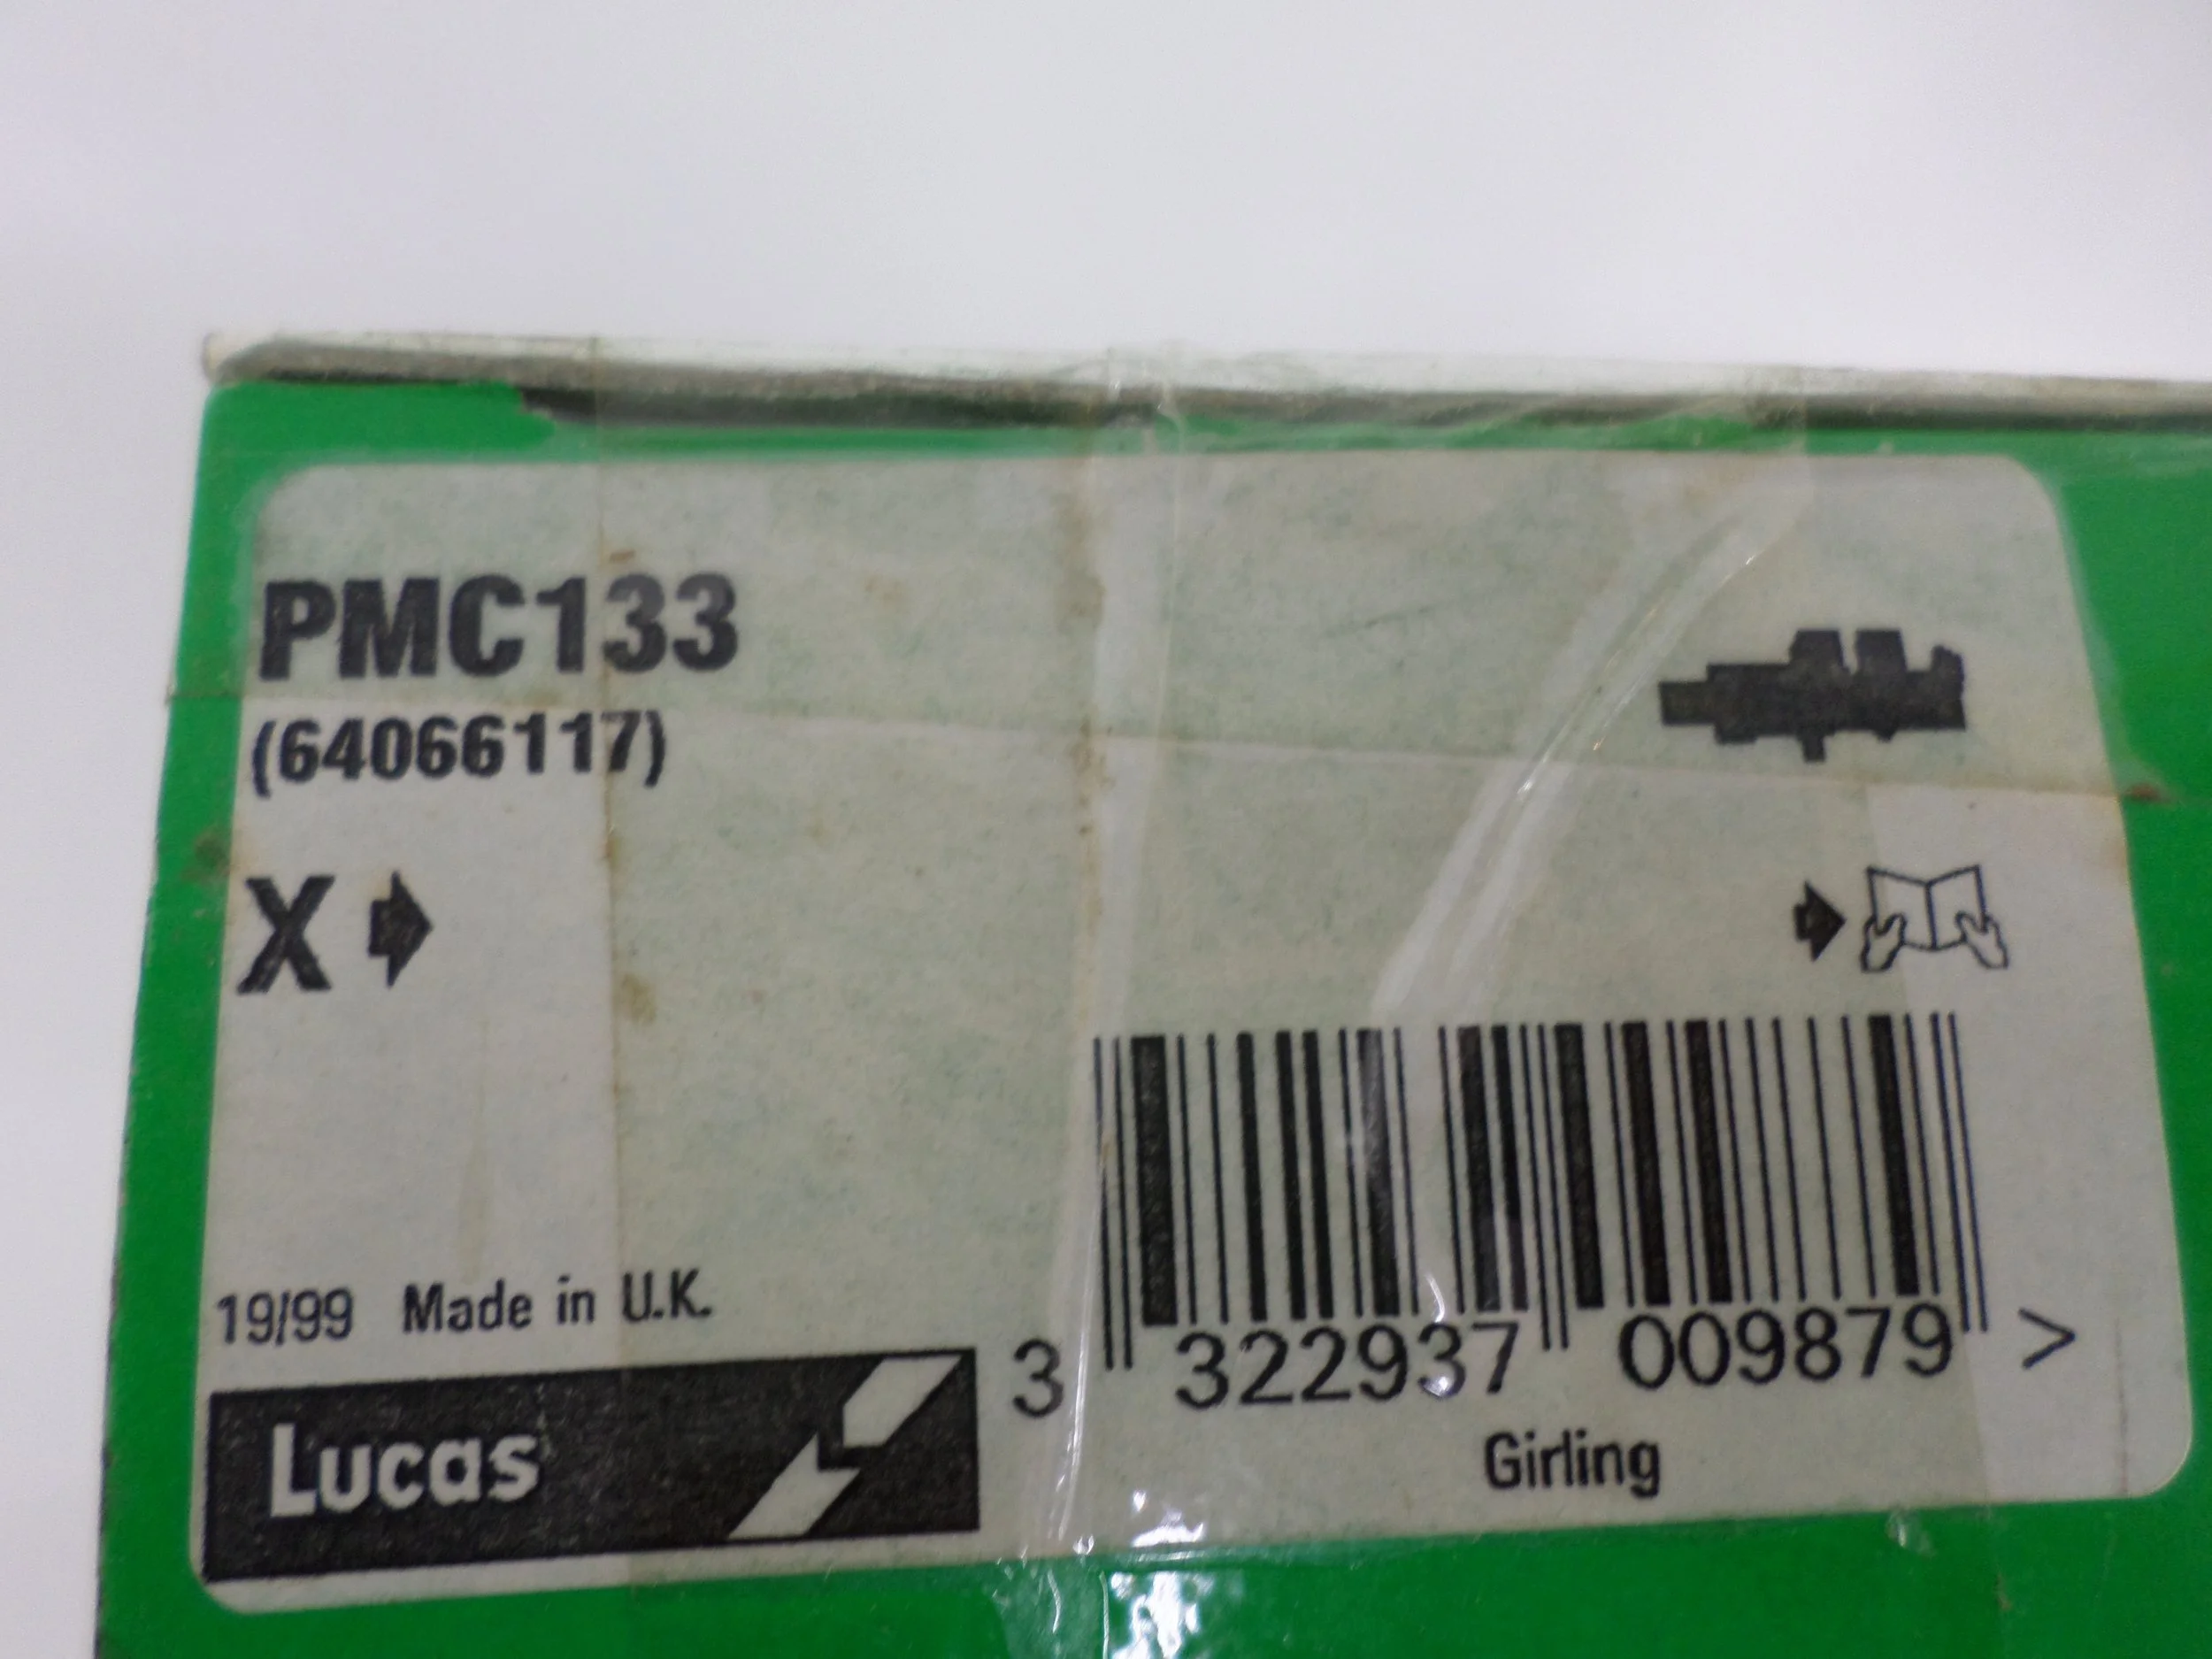 PMC133
(64066117)
X
19/99 Made in U.K.
Lucas
3 322937 009879 >
Girling